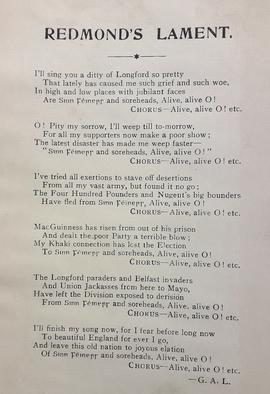 REDMOND'S LAMENT.
I'll sing you a ditty of Longford so pretty
That lately has caused me such grief and such woe,
In high and low places with jubilant faces
Are Sinn Féinerr and soreheads, Alive, alive O!
CHORUS—Alive, alive O! etc.
O! Pity my sorrow, I'll weep till to-morrow,
For all my supporters now make a poor show;
The latest disaster has made me weep faster—
"Sinn Féinerr and soreheads, Alive, alive O!"
CHORUS—Alive, alive O! etc.
I've tried all exertions to stave off desertions
From all my vast army, but found it no go;
The Four Hundred Pounders and Nugent's big bounders
Have fled from Sinn Féinerr, and soreheads, alive O!
CHORUS—Alive, alive O! etc.
MacGuinness has risen from out of his prison
And dealt the poor Party a terrible blow;
My Khaki connection has lost the Election
To Sinn Féinerr and soreheads, alive, alive O!
CHORUS—Alive, alive O! etc.
The Longford paraders and Belfast invaders
And Union Jackasses from here to Mayo,
Have left the Division exposed to derision
From Sinn Féinerr and soreheads, alive, alive O!
CHORUS—Alive, alive O! etc.
I'll finish my song now, for I fear before long now
To beautiful England for ever I go,
And leave this old nation to joyous elation
Of Sinn Féinerr and soreheads, alive, alive O!
CHORUS—Alive, alive O! etc.
—G. A. L.